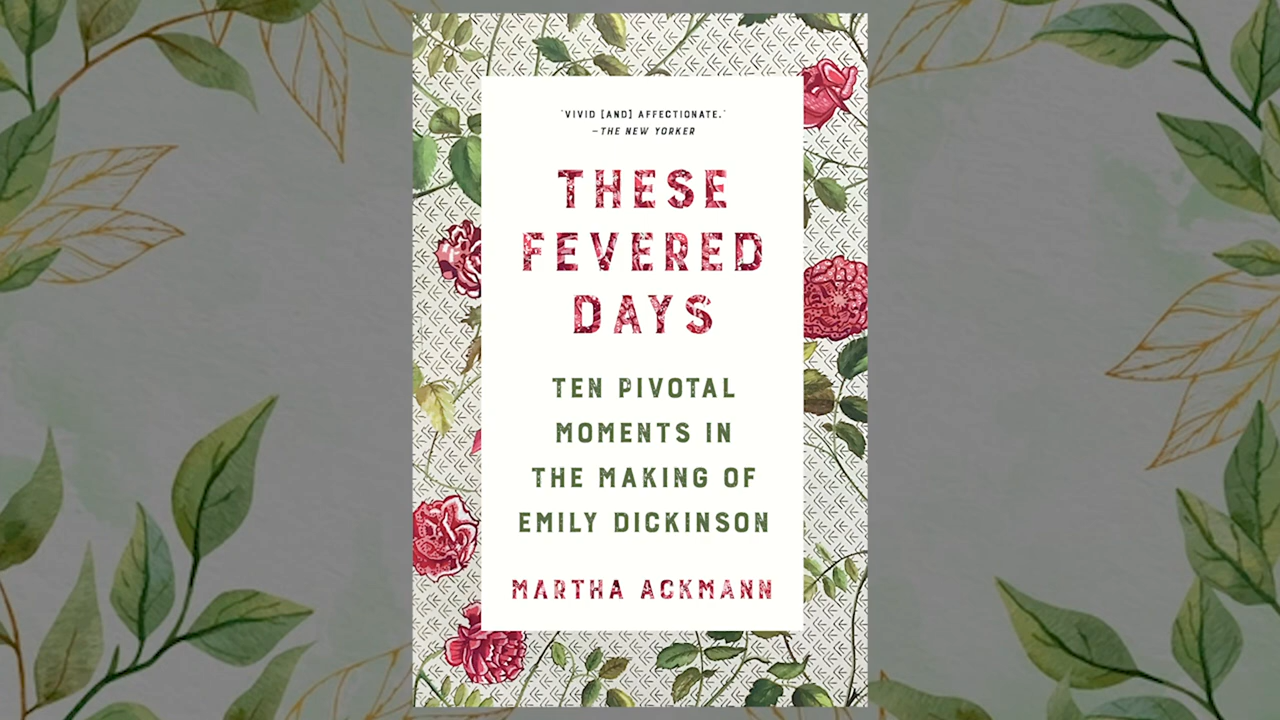 "VIVID [AND] AFFECTIONATE."
—THE NEW YORKER
THESE
FEVERED
DAYS
TEN PIVOTAL
MOMENTS IN
THE MAKING OF
EMILY DICKINSON
MARTHA ACKMANN